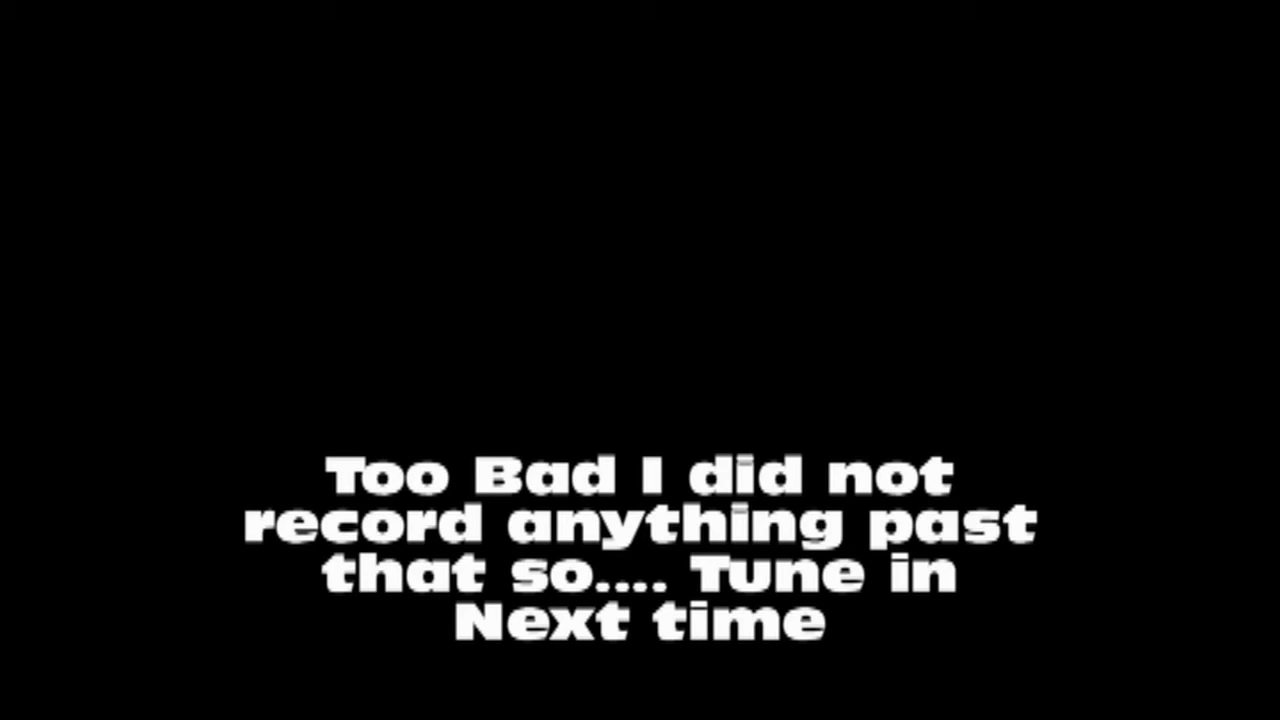 Too Bad I did not
record anything past
that so.... Tune in
Next time